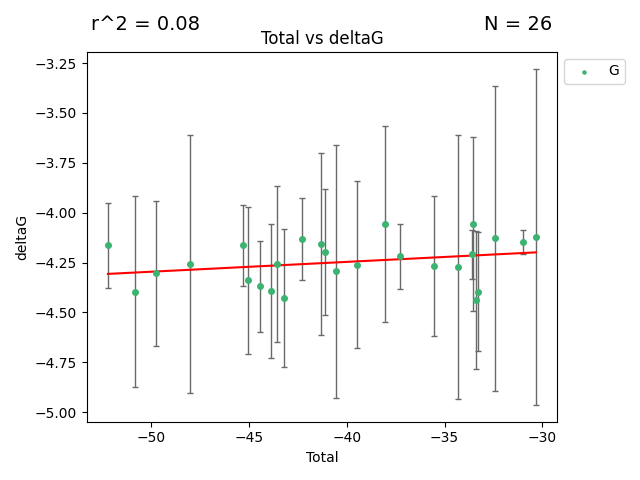 r^2 = 0.08
N = 26
Total vs deltaG
G
deltaG
−3.25
−3.50
−3.75
−4.00
−4.25
−4.50
−4.75
−5.00
−50
−45
−40
−35
−30
Total